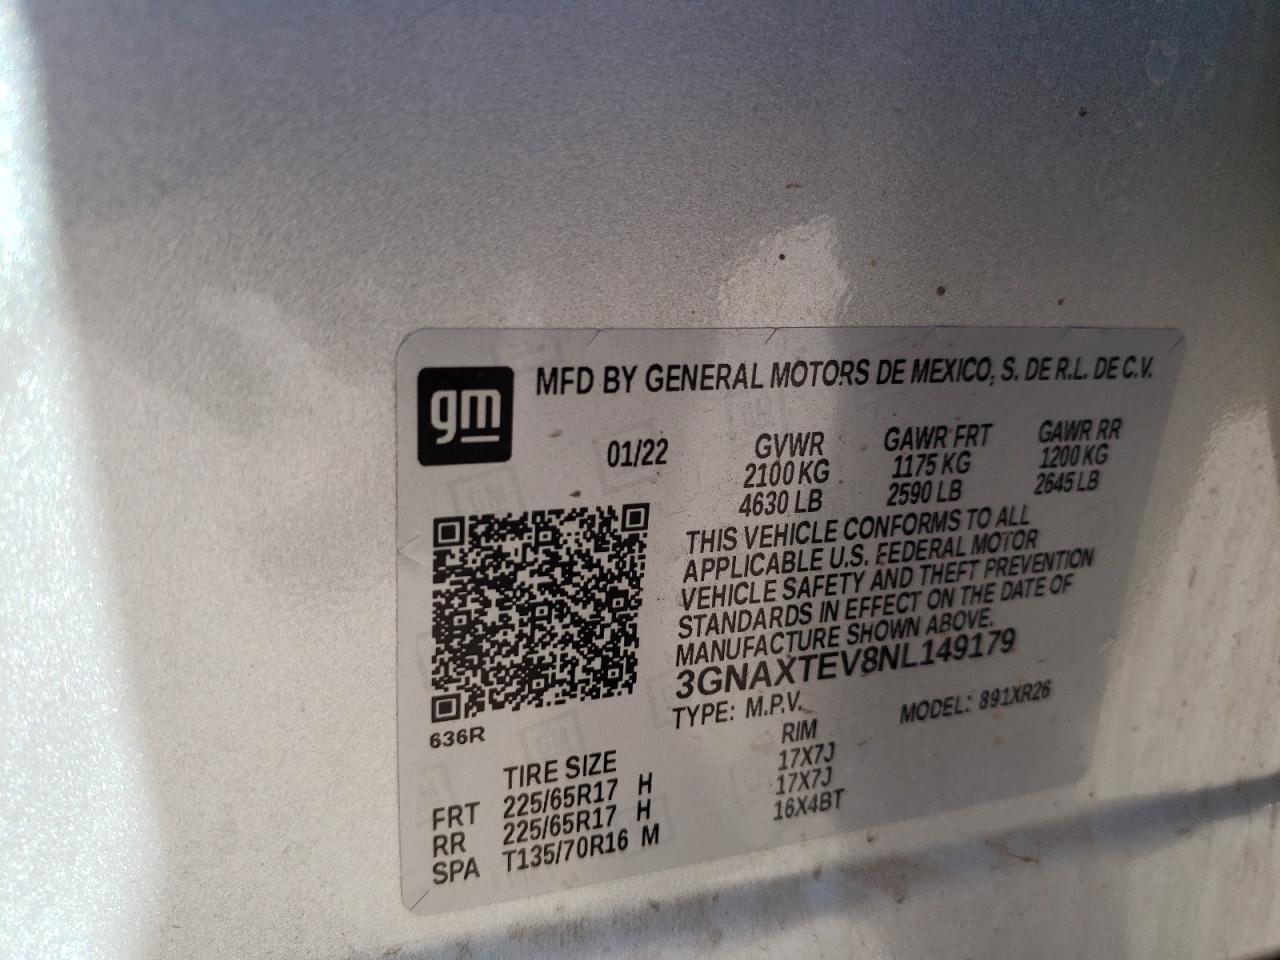 gm
MFD BY GENERAL MOTORS DE MEXICO, S. DE R.L. DE C.V.
01/22 GVWR GAWR FRT GAWR RR
2100 KG 1175 KG 1200 KG
4630 LB 2590 LB 2645 LB
THIS VEHICLE CONFORMS TO ALL
APPLICABLE U.S. FEDERAL MOTOR
VEHICLE SAFETY AND THEFT PREVENTION
STANDARDS IN EFFECT ON THE DATE OF
MANUFACTURE SHOWN ABOVE.
3GNAXTEV8NL149179
TYPE: M.P.V. MODEL: 891XR26
636R
TIRE SIZE RIM
FRT 225/65R17 H 17X7J
RR 225/65R17 H 17X7J
SPA T135/70R16 M 16X4BT